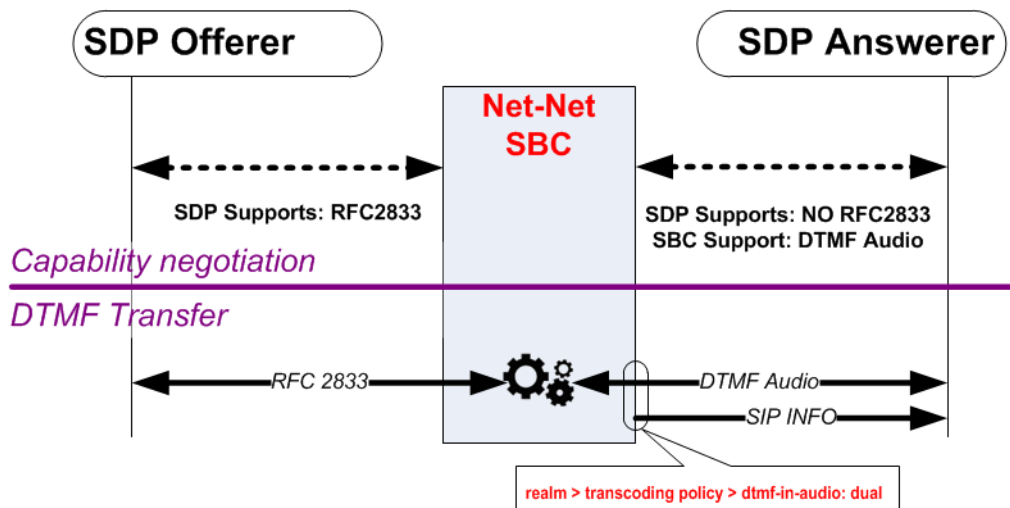 SDP Offerer
SDP Answerer
Net-Net
SBC
SDP Supports: RFC2833
SDP Supports: NO RFC2833
SBC Support: DTMF Audio
Capability negotiation
DTMF Transfer
RFC 2833
DTMF Audio
SIP INFO
realm > transcoding policy > dtmf-in-audio: dual